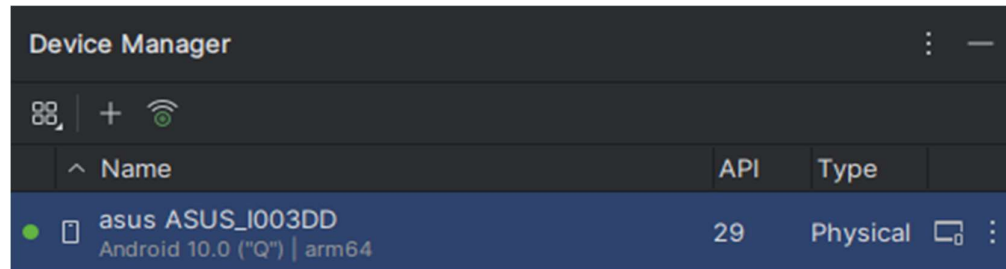 Device Manager
Name API Type
asus ASUS_I003DD 29 Physical
Android 10.0 ("Q") | arm64